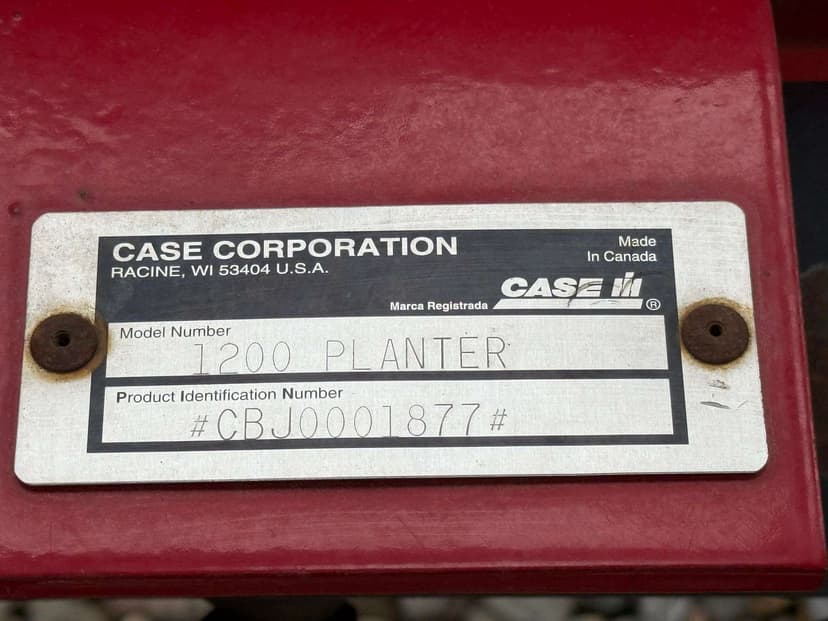 CASE CORPORATION
RACINE, WI 53404 U.S.A.
Made
In Canada
CASE IH
Marca Registrada ®
Model Number
1200 PLANTER
Product Identification Number
#CBJ0001877#